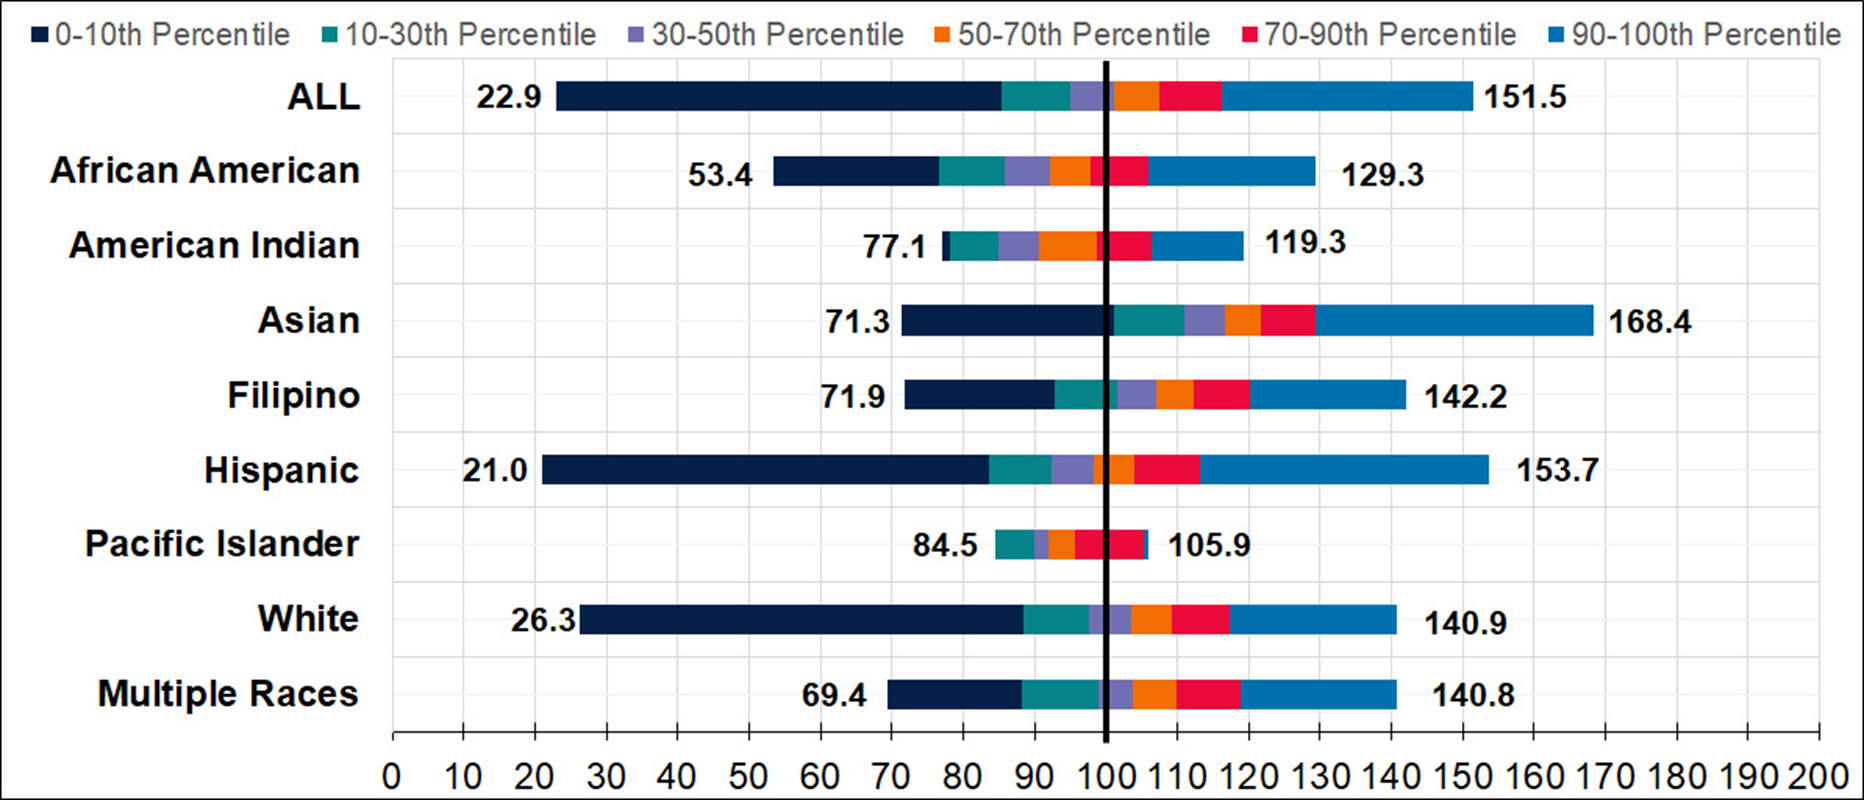 0-10th Percentile 10-30th Percentile 30-50th Percentile 50-70th Percentile 70-90th Percentile 90-100th Percentile
ALL 22.9 151.5
African American 53.4 129.3
American Indian 77.1 119.3
Asian 71.3 168.4
Filipino 71.9 142.2
Hispanic 21.0 153.7
Pacific Islander 84.5 105.9
White 26.3 140.9
Multiple Races 69.4 140.8
0 10 20 30 40 50 60 70 80 90 100 110 120 130 140 150 160 170 180 190 200